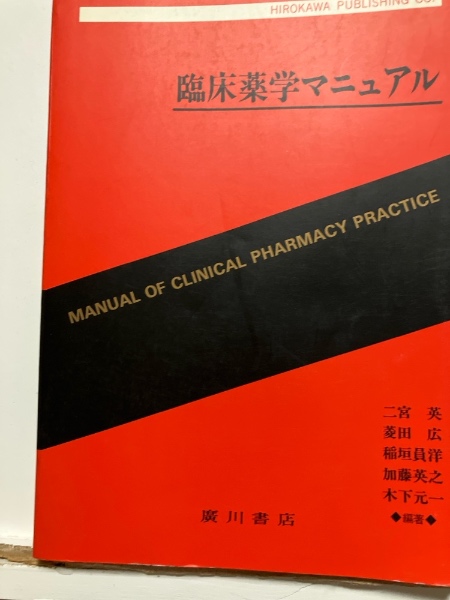 HIROKAWA PUBLISHING CO.
臨床薬学マニュアル
MANUAL OF CLINICAL PHARMACY PRACTICE
二宮 英
菱田 広
稲垣員洋
加藤英之
木下元一
◆編著◆
廣川書店